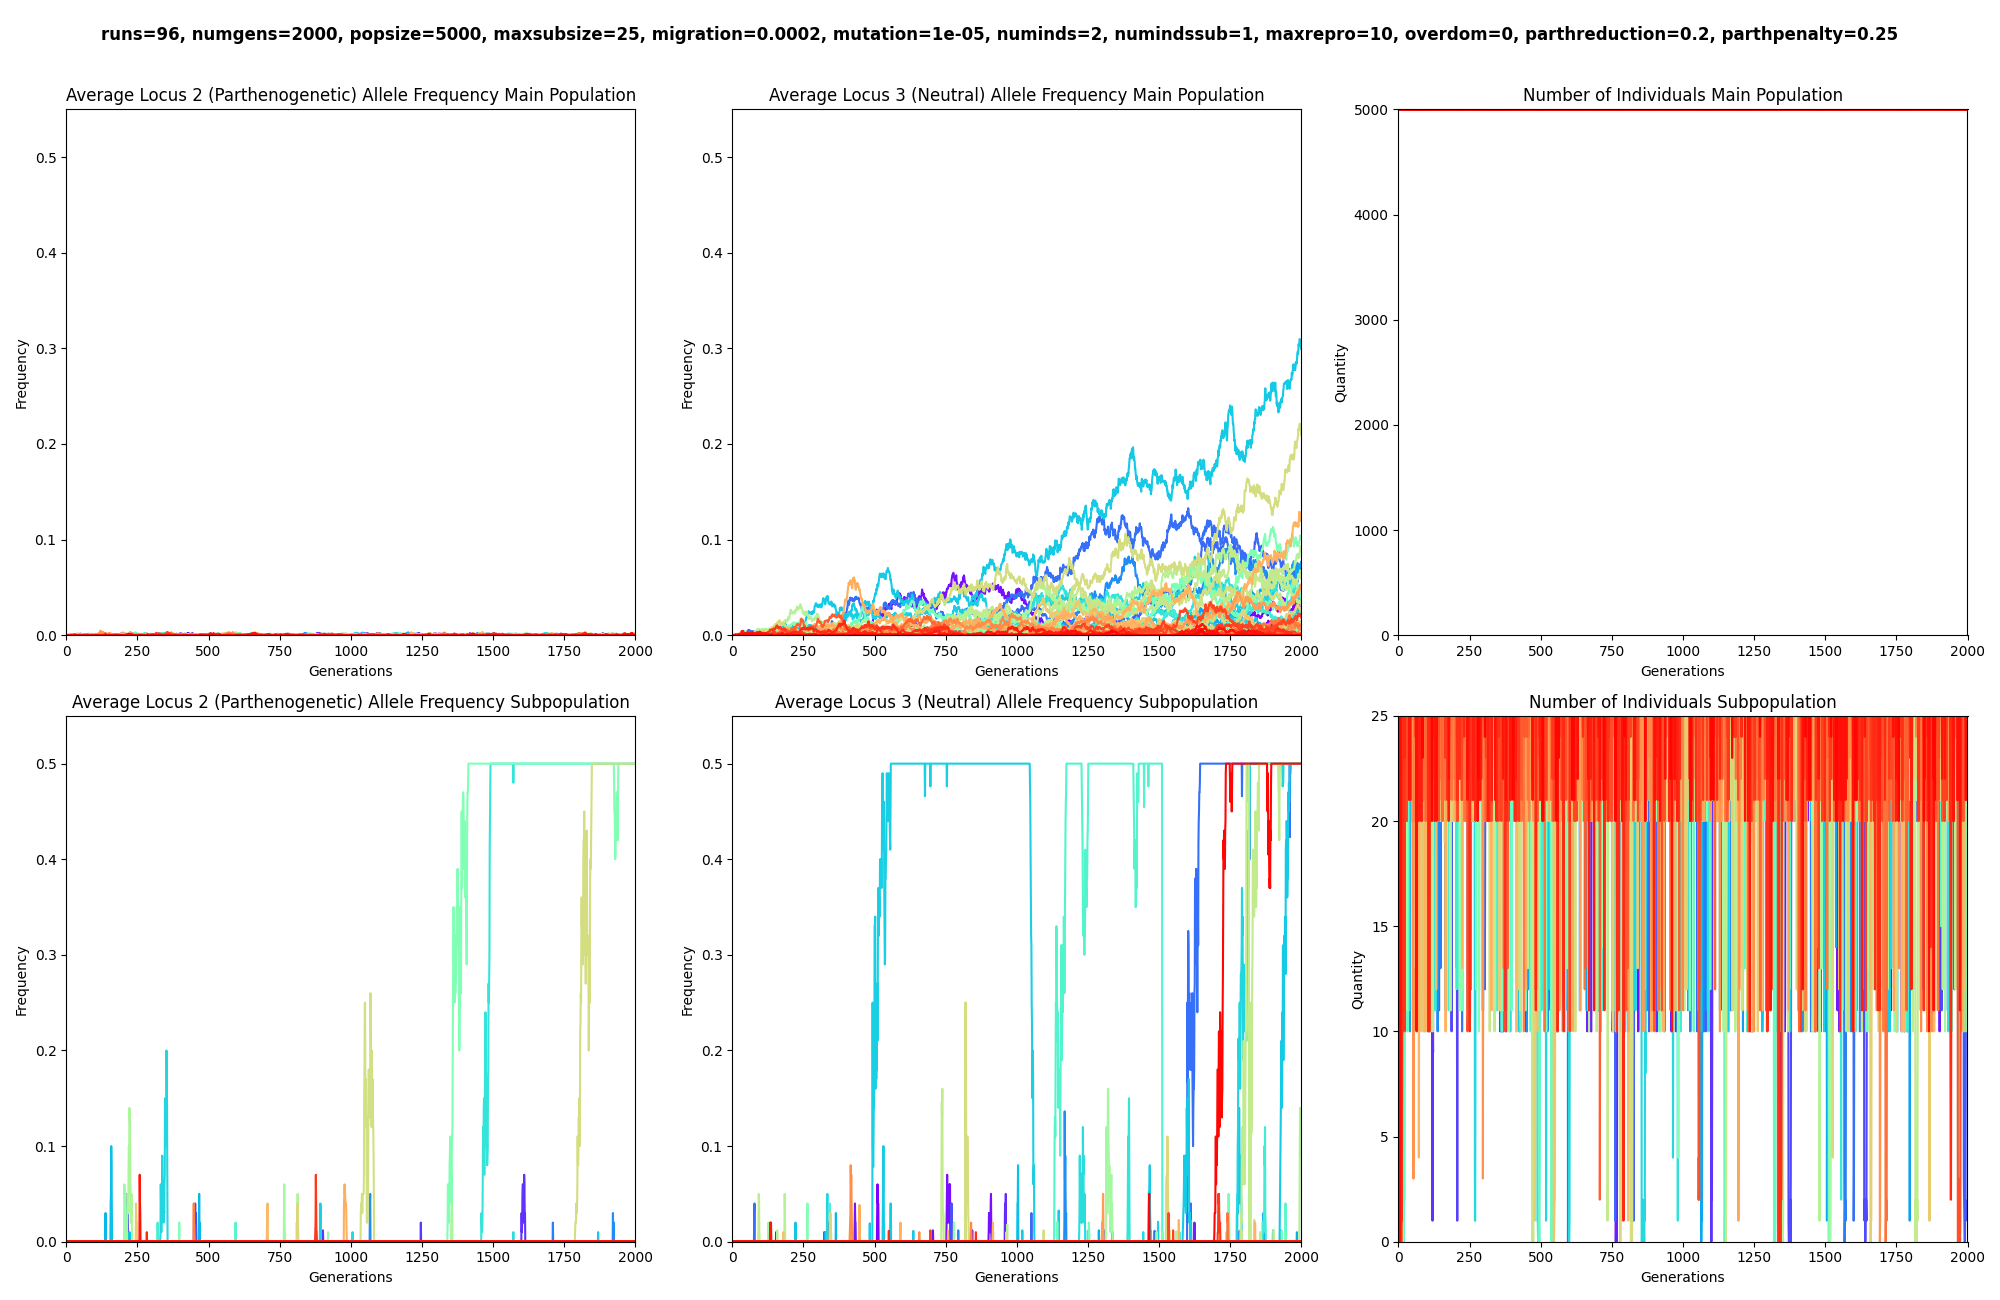 runs=96, numgens=2000, popsize=5000, maxsubsize=25, migration=0.0002, mutation=1e-05, numinds=2, numindssub=1, maxrepro=10, overdom=0, parthreduction=0.2, parthpenalty=0.25
Average Locus 2 (Parthenogenetic) Allele Frequency Main Population
Frequency
0.5
0.4
0.3
0.2
0.1
0.0
0 250 500 750 1000 1250 1500 1750 2000
Generations
Average Locus 3 (Neutral) Allele Frequency Main Population
Frequency
0.5
0.4
0.3
0.2
0.1
0.0
0 250 500 750 1000 1250 1500 1750 2000
Generations
Number of Individuals Main Population
Quantity
5000
4000
3000
2000
1000
0
0 250 500 750 1000 1250 1500 1750 2000
Generations
Average Locus 2 (Parthenogenetic) Allele Frequency Subpopulation
Frequency
0.5
0.4
0.3
0.2
0.1
0.0
0 250 500 750 1000 1250 1500 1750 2000
Generations
Average Locus 3 (Neutral) Allele Frequency Subpopulation
Frequency
0.5
0.4
0.3
0.2
0.1
0.0
0 250 500 750 1000 1250 1500 1750 2000
Generations
Number of Individuals Subpopulation
Quantity
25
20
15
10
5
0
0 250 500 750 1000 1250 1500 1750 2000
Generations